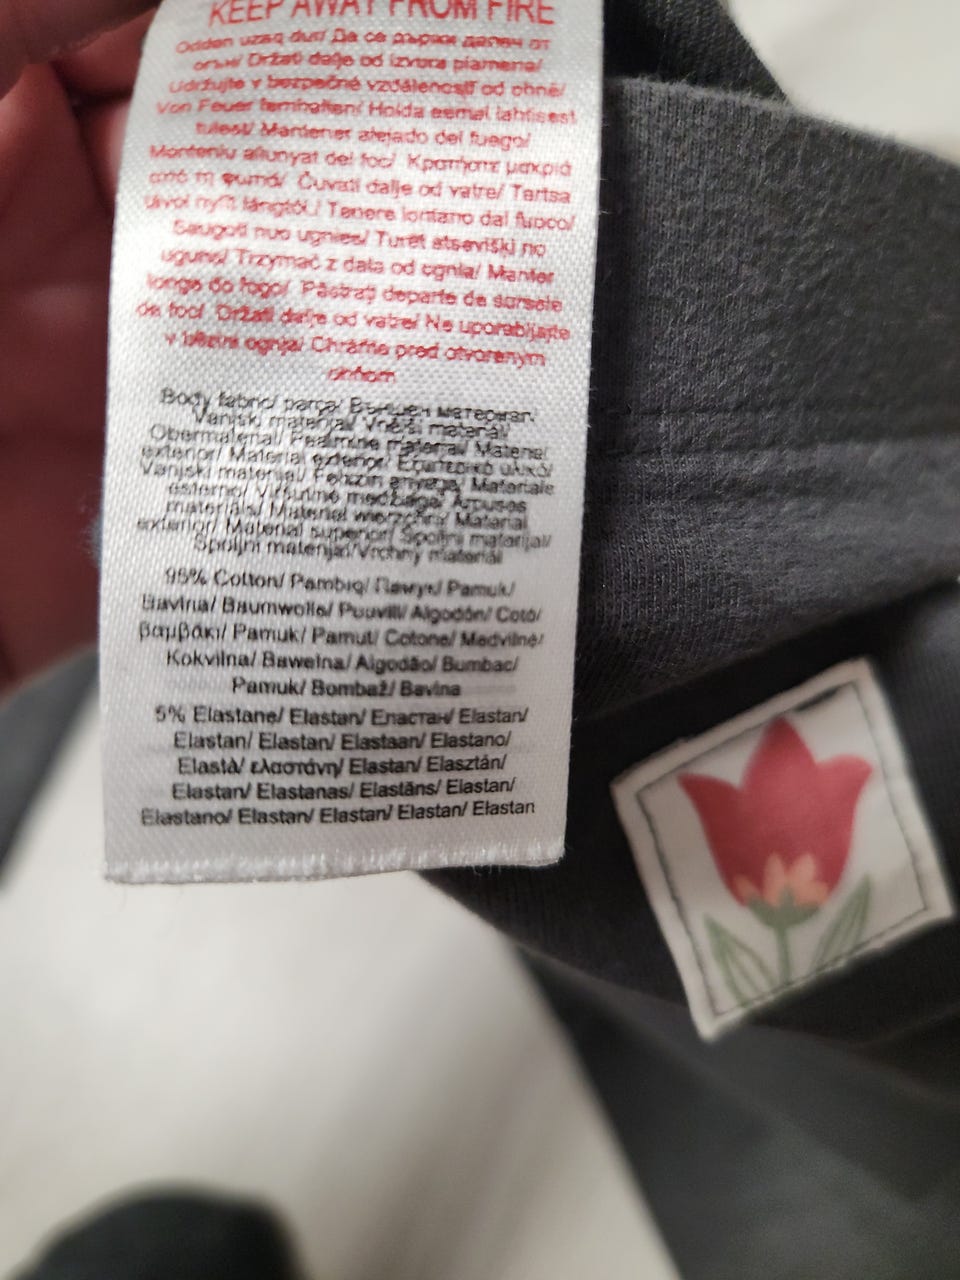 KEEP AWAY FROM FIRE
Oddan uzaq dur/ Да се държи далеч от
огън/ Držati dalje od izvora plamena/
Udržujte v bezpečné vzdálenosti od ohně/
Von Feuer fernhalten/ Hoida eemal lahtisest
tulest/ Mantener alejado del fuego/
Monteniu allunyat del foc/ Κρατήστε μακριά
από τη φωτιά/ Čuvati dalje od vatre/ Tartsa
távol nyílt lángtól./ Tenere lontano dal fuoco/
Saugoti nuo ugnies/ Turēt atsevišķi no
uguns/ Trzymać z dala od ognia/ Manter
longe do fogo/ Păstrați departe de sursele
de foc/ Držati dalje od vatre/ Ne uporabljajte
v bližini ognja/ Chráňte pred otvoreným
ohňom
Body fabric/ parça/ Външен материал/
Vanjski materijal/ Vnější materiál/
Obermaterial/ Pealmine materjal/ Material
exterior/ Material exterior/ Εξωτερικό υλικό/
Vanjski materijal/ Felszín anyaga/ Materiale
esterno/ Viršutinė medžiaga/ Ārpuses
materiāls/ Materiał wierzchni/ Material
exterior/ Material superior/ Spoljni materijal/
Spoljni materijal/Vrchný materiál
95% Cotton/ Pambıq/ Памук/ Pamuk/
Bavlna/ Baumwolle/ Puuvill/ Algodón/ Cotó/
βαμβάκι/ Pamuk/ Pamut/ Cotone/ Medvilnė/
Kokvilna/ Bawełna/ Algodão/ Bumbac/
Pamuk/ Bombaž/ Bavlna
5% Elastane/ Elastan/ Еластан/ Elastan/
Elastan/ Elastan/ Elastaan/ Elastano/
Elastà/ ελαστάνη/ Elastan/ Elasztán/
Elastan/ Elastanas/ Elastāns/ Elastan/
Elastano/ Elastan/ Elastan/ Elastan/ Elastan